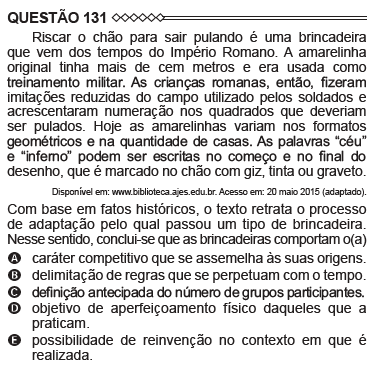 QUESTÃO 131
Riscar o chão para sair pulando é uma brincadeira
que vem dos tempos do Império Romano. A amarelinha
original tinha mais de cem metros e era usada como
treinamento militar. As crianças romanas, então, fizeram
imitações reduzidas do campo utilizado pelos soldados e
acrescentaram numeração nos quadrados que deveriam
ser pulados. Hoje as amarelinhas variam nos formatos
geométricos e na quantidade de casas. As palavras “céu”
e “inferno” podem ser escritas no começo e no final do
desenho, que é marcado no chão com giz, tinta ou graveto.
Disponível em: www.biblioteca.ajes.edu.br. Acesso em: 20 maio 2015 (adaptado).
Com base em fatos históricos, o texto retrata o processo
de adaptação pelo qual passou um tipo de brincadeira.
Nesse sentido, conclui-se que as brincadeiras comportam o(a)
A caráter competitivo que se assemelha às suas origens.
B delimitação de regras que se perpetuam com o tempo.
C definição antecipada do número de grupos participantes.
D objetivo de aperfeiçoamento físico daqueles que a
praticam.
E possibilidade de reinvenção no contexto em que é
realizada.